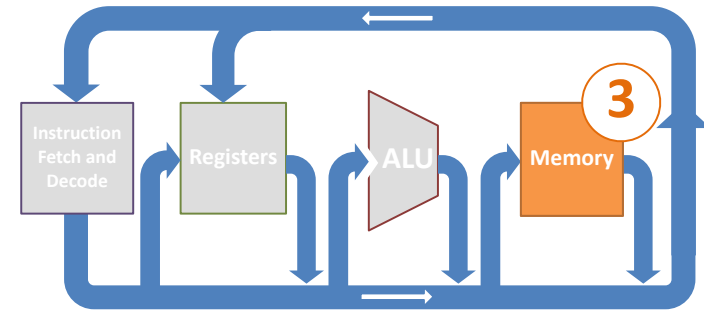 3
Instruction
Fetch and
Decode
Registers
ALU
Memory